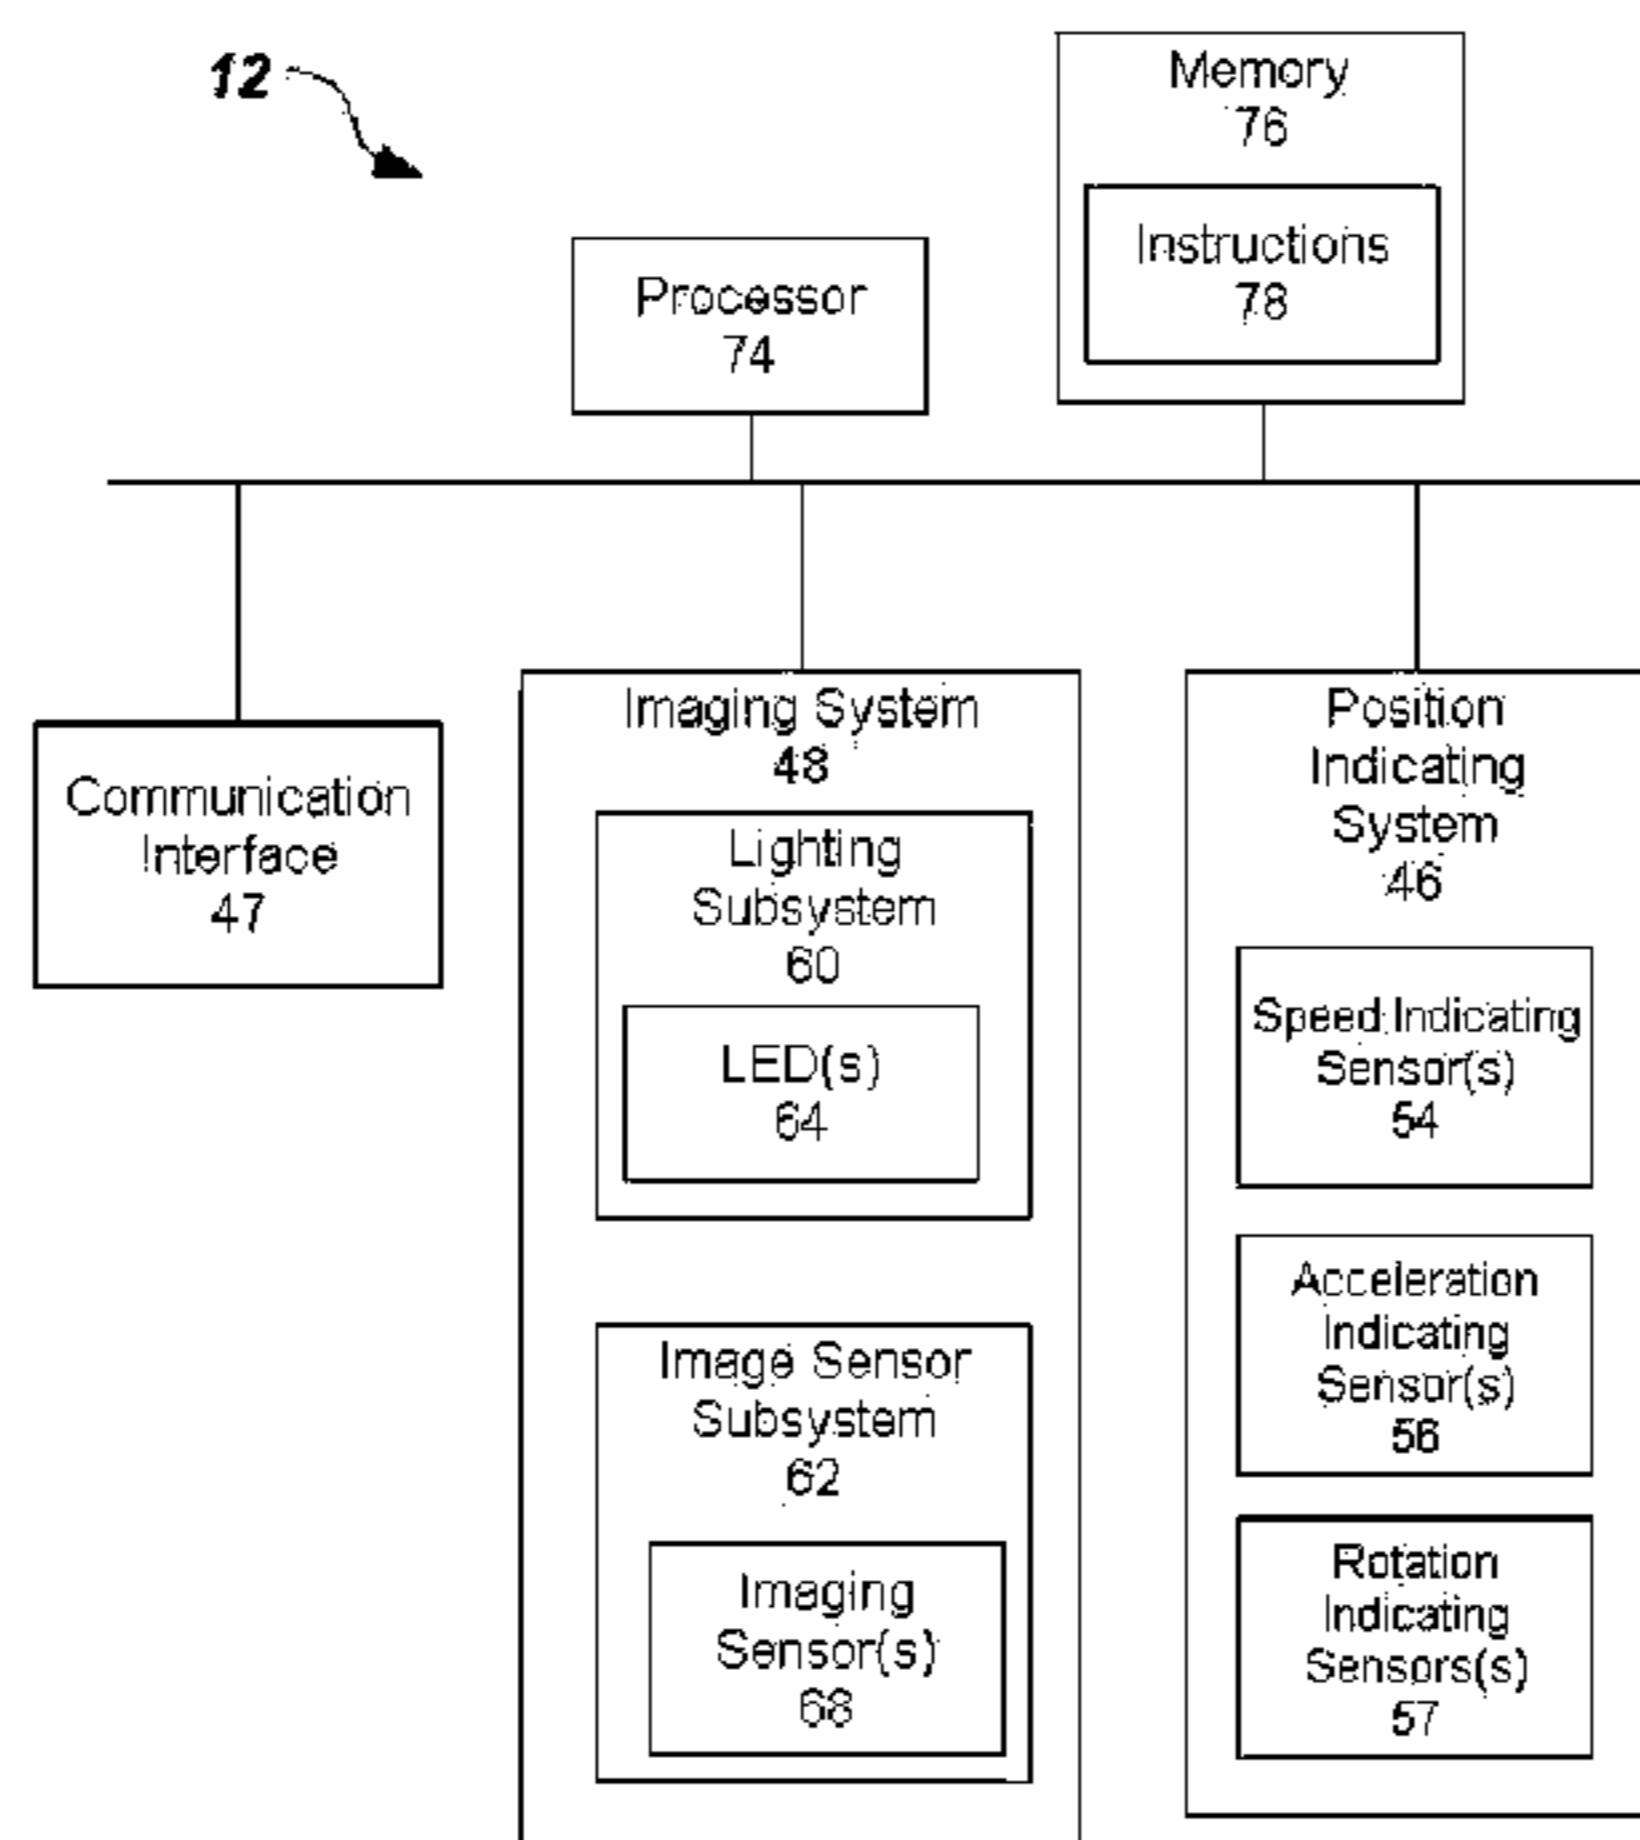 12
Memory
76
Instructions
78
Processor
74
Communication
Interface
47
Imaging System
48
Lighting
Subsystem
60
LED(s)
64
Image Sensor
Subsystem
62
Imaging
Sensor(s)
68
Position
Indicating
System
46
Speed Indicating
Sensor(s)
54
Acceleration
Indicating
Sensor(s)
56
Rotation
Indicating
Sensors(s)
57